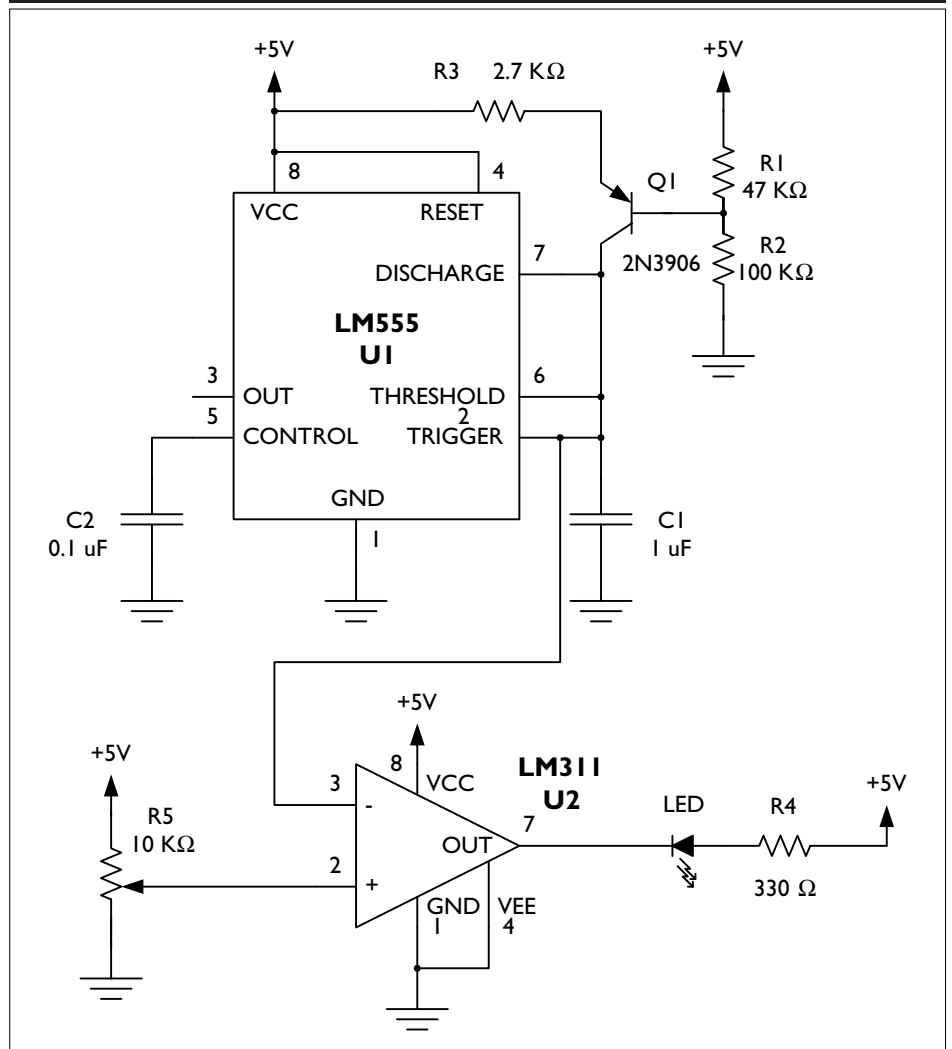 +5V
+5V
R3 2.7 KΩ
8
4
R1
47 KΩ
Q1
VCC
RESET
R2
100 KΩ
7
2N3906
DISCHARGE
LM555
U1
3
6
OUT
THRESHOLD
5
2
CONTROL
TRIGGER
GND
C2
0.1 uF
1
C1
1 uF
+5V
+5V
+5V
8
VCC
LM311
U2
3
-
7
LED
R4
R5
10 KΩ
OUT
330 Ω
2
+
GND
1
VEE
4